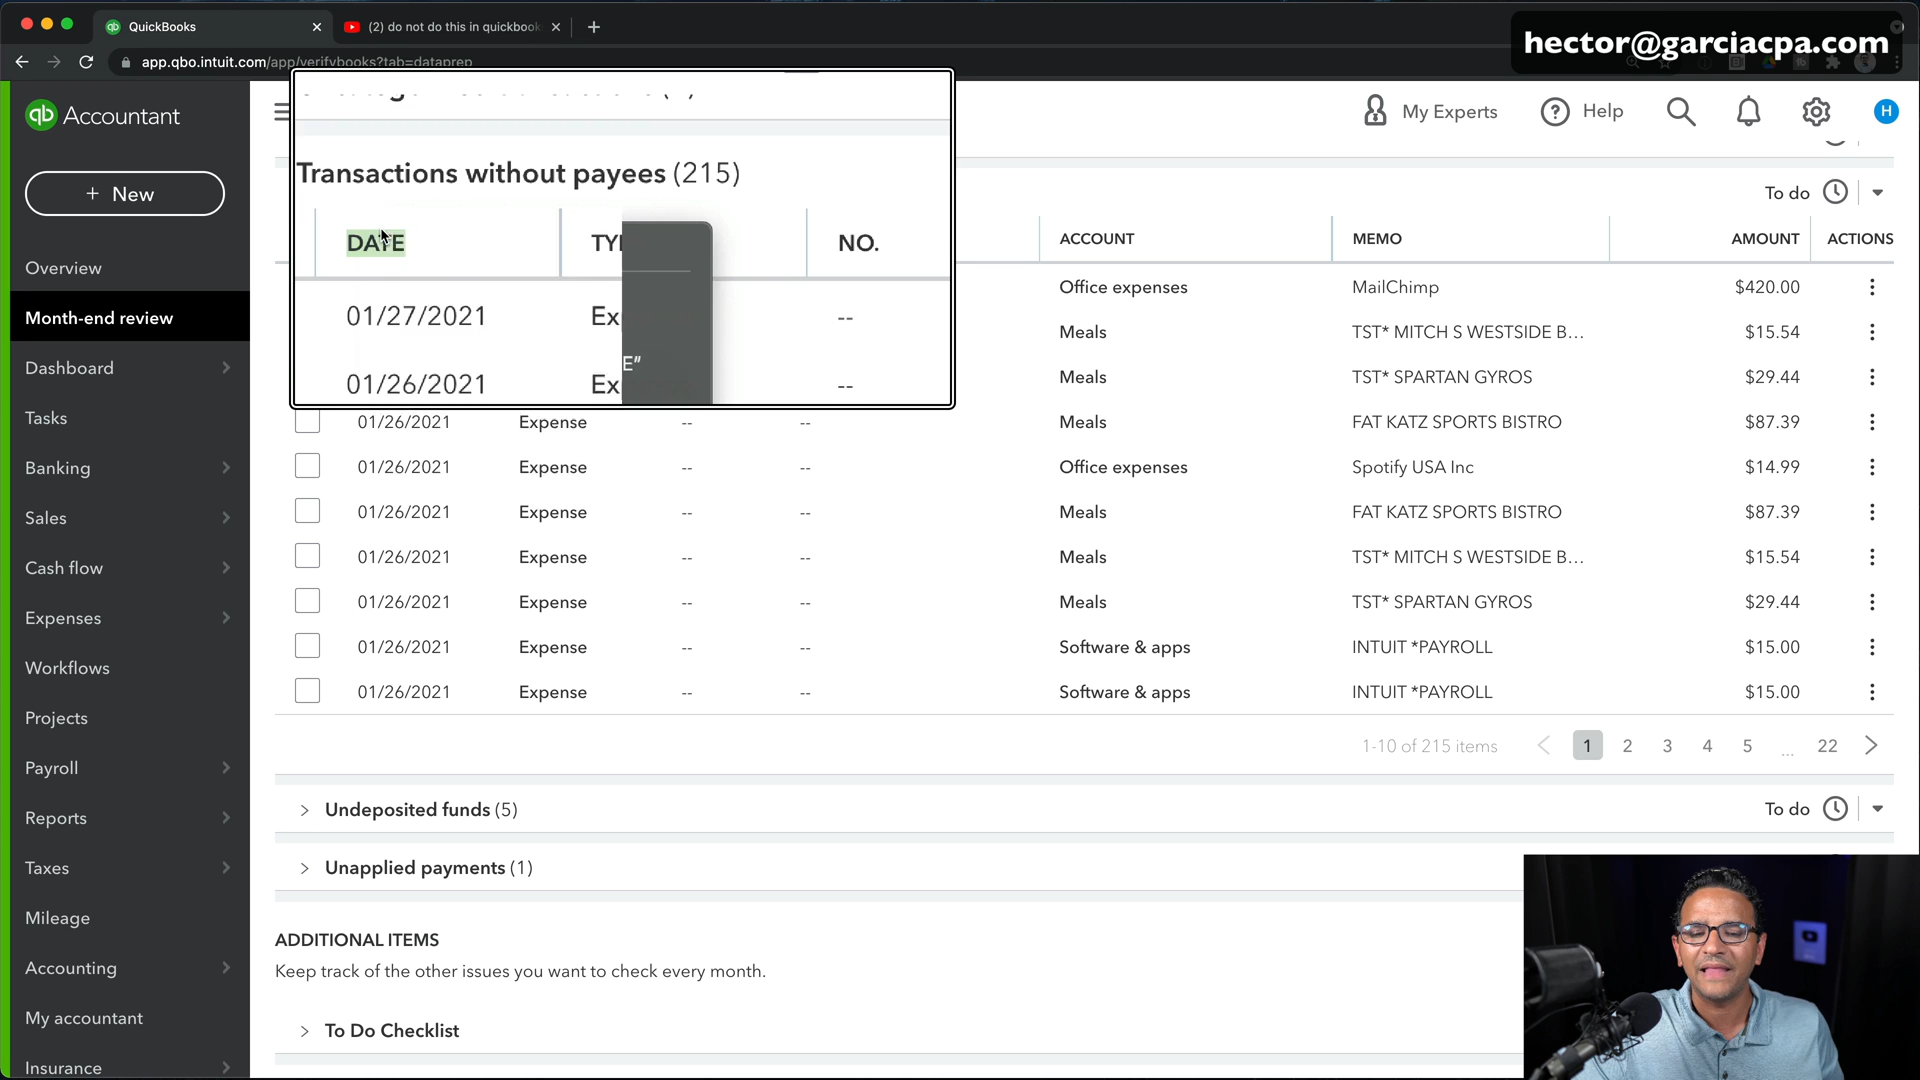 QuickBooks
(2) do not do this in quickbook
hector@garciacpa.com
app.qbo.intuit.com/app/verifybooks?tab=dataprep
qb Accountant
My Experts
Help
H
+ New
Overview
Month-end review
Dashboard
Tasks
Banking
Sales
Cash flow
Expenses
Workflows
Projects
Payroll
Reports
Taxes
Mileage
Accounting
My accountant
Insurance
Transactions without payees (215)
To do
DATE NO. ACCOUNT MEMO AMOUNT ACTIONS
01/27/2021 -- Office expenses MailChimp $420.00
E"
01/26/2021 -- Meals TST* MITCH S WESTSIDE B... $15.54
Meals TST* SPARTAN GYROS $29.44
01/26/2021 Expense -- -- Meals FAT KATZ SPORTS BISTRO $87.39
01/26/2021 Expense -- -- Office expenses Spotify USA Inc $14.99
01/26/2021 Expense -- -- Meals FAT KATZ SPORTS BISTRO $87.39
01/26/2021 Expense -- -- Meals TST* MITCH S WESTSIDE B... $15.54
01/26/2021 Expense -- -- Meals TST* SPARTAN GYROS $29.44
01/26/2021 Expense -- -- Software & apps INTUIT *PAYROLL $15.00
01/26/2021 Expense -- -- Software & apps INTUIT *PAYROLL $15.00
1-10 of 215 items 1 2 3 4 5 ... 22
Undeposited funds (5) To do
Unapplied payments (1)
ADDITIONAL ITEMS
Keep track of the other issues you want to check every month.
To Do Checklist